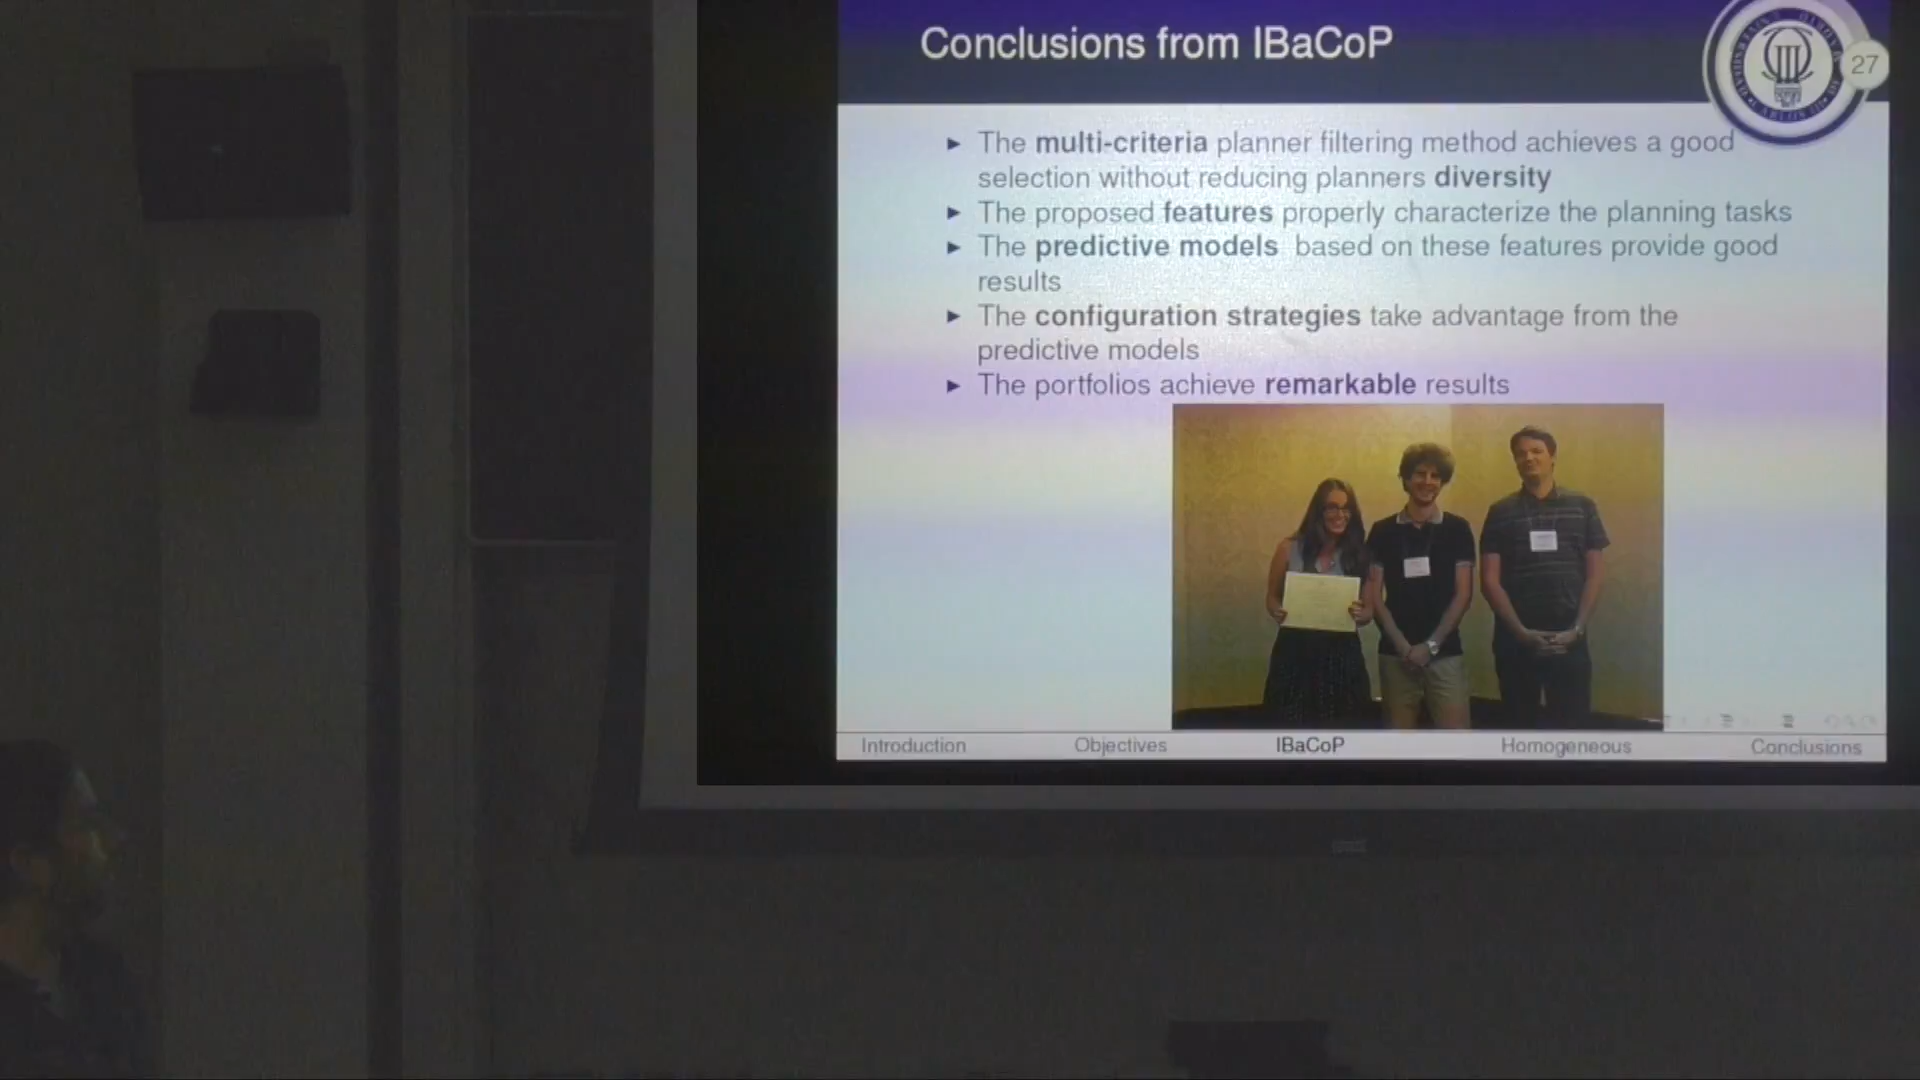 Conclusions from IBaCoP
27
▶ The multi-criteria planner filtering method achieves a good
selection without reducing planners diversity
▶ The proposed features properly characterize the planning tasks
▶ The predictive models based on these features provide good
results
▶ The configuration strategies take advantage from the
predictive models
▶ The portfolios achieve remarkable results
Introduction Objectives IBaCoP Homogeneous Conclusions